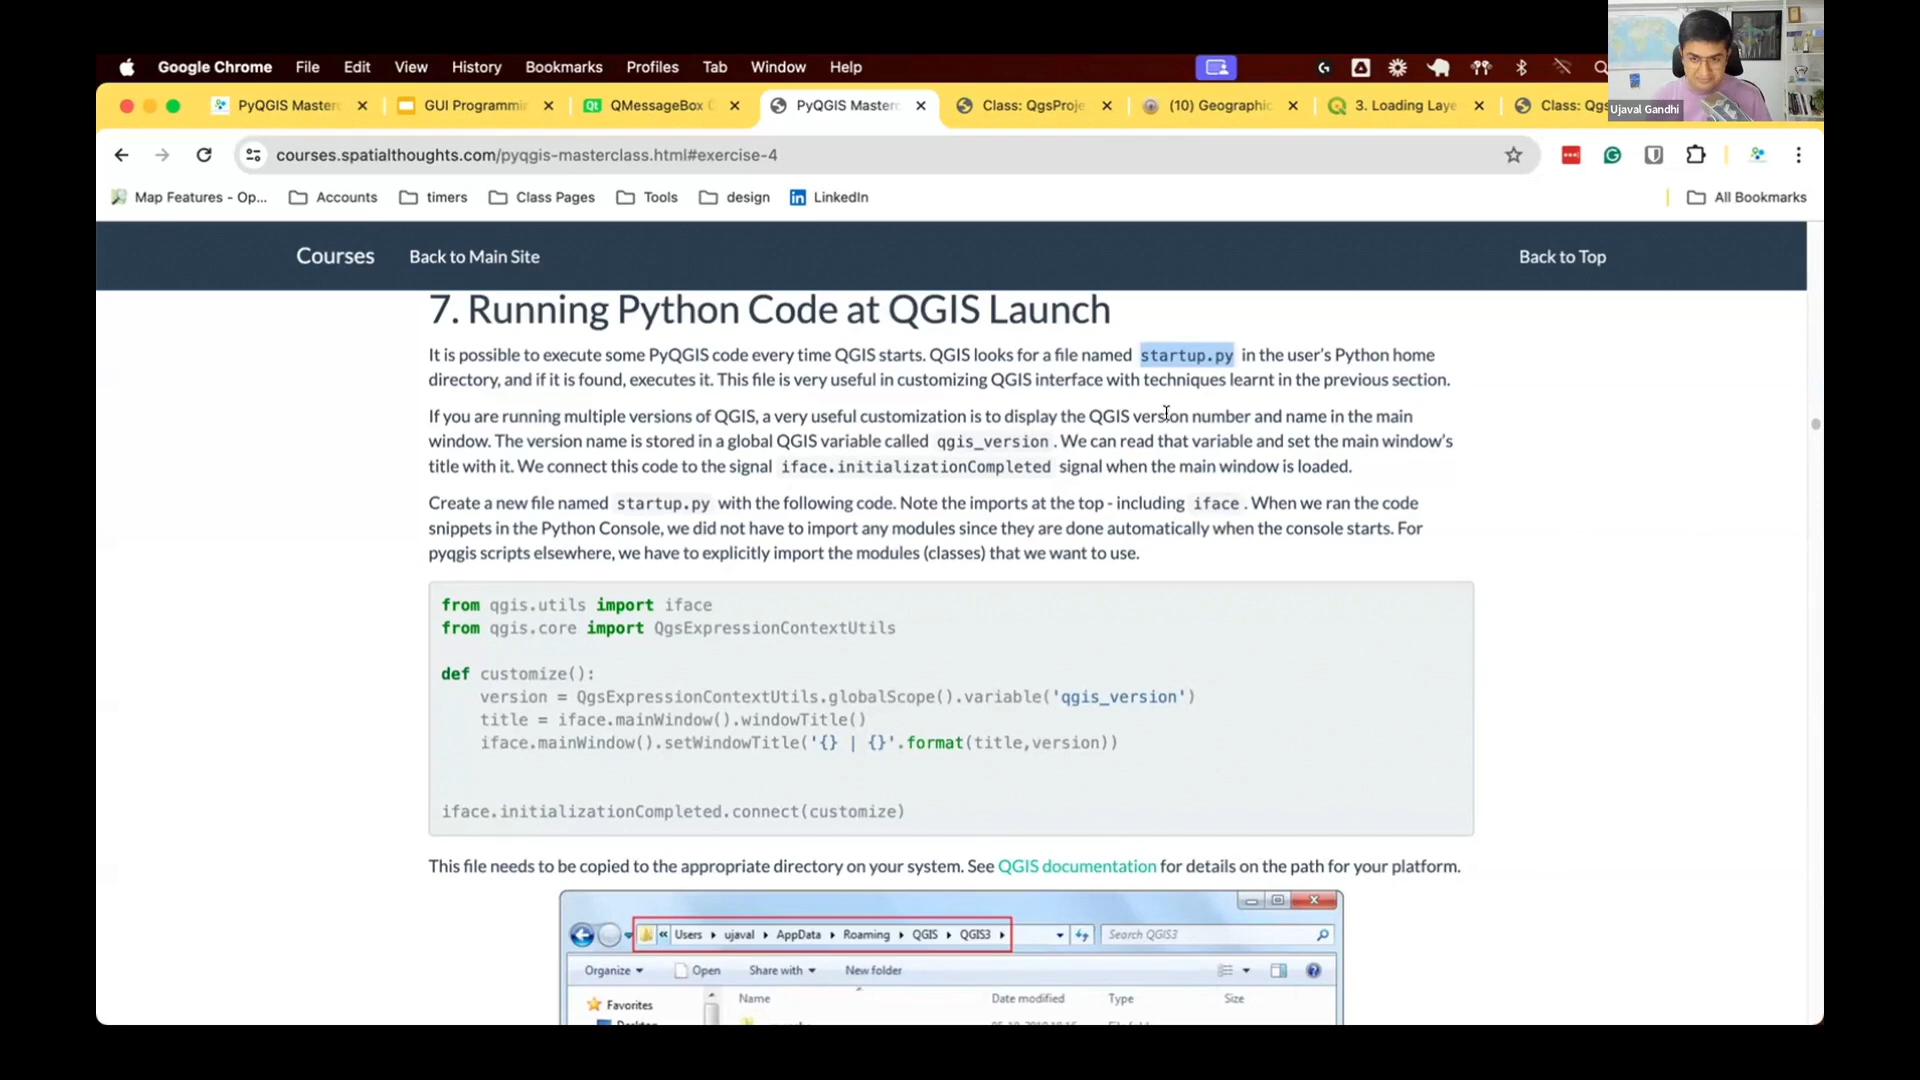 Google Chrome File Edit View History Bookmarks Profiles Tab Window Help
Ujaval Gandhi
PyQGIS Master GUI Programmi QMessageBox PyQGIS Master Class: QgsProje (10) Geographic 3. Loading Laye Class: Qgs
courses.spatialthoughts.com/pyqgis-masterclass.html#exercise-4
Map Features - Op... Accounts timers Class Pages Tools design LinkedIn All Bookmarks
Courses Back to Main Site Back to Top
7. Running Python Code at QGIS Launch
It is possible to execute some PyQGIS code every time QGIS starts. QGIS looks for a file named startup.py in the user's Python home
directory, and if it is found, executes it. This file is very useful in customizing QGIS interface with techniques learnt in the previous section.
If you are running multiple versions of QGIS, a very useful customization is to display the QGIS version number and name in the main
window. The version name is stored in a global QGIS variable called qgis_version. We can read that variable and set the main window's
title with it. We connect this code to the signal iface.initializationCompleted signal when the main window is loaded.
Create a new file named startup.py with the following code. Note the imports at the top - including iface. When we ran the code
snippets in the Python Console, we did not have to import any modules since they are done automatically when the console starts. For
pyqgis scripts elsewhere, we have to explicitly import the modules (classes) that we want to use.
from qgis.utils import iface
from qgis.core import QgsExpressionContextUtils
def customize():
version = QgsExpressionContextUtils.globalScope().variable('qgis_version')
title = iface.mainWindow().windowTitle()
iface.mainWindow().setWindowTitle('{} | {}'.format(title,version))
iface.initializationCompleted.connect(customize)
This file needs to be copied to the appropriate directory on your system. See QGIS documentation for details on the path for your platform.
« Users ujaval AppData Roaming QGIS QGIS3 Search QGIS3
Organize Open Share with New folder
Favorites Name Date modified Type Size